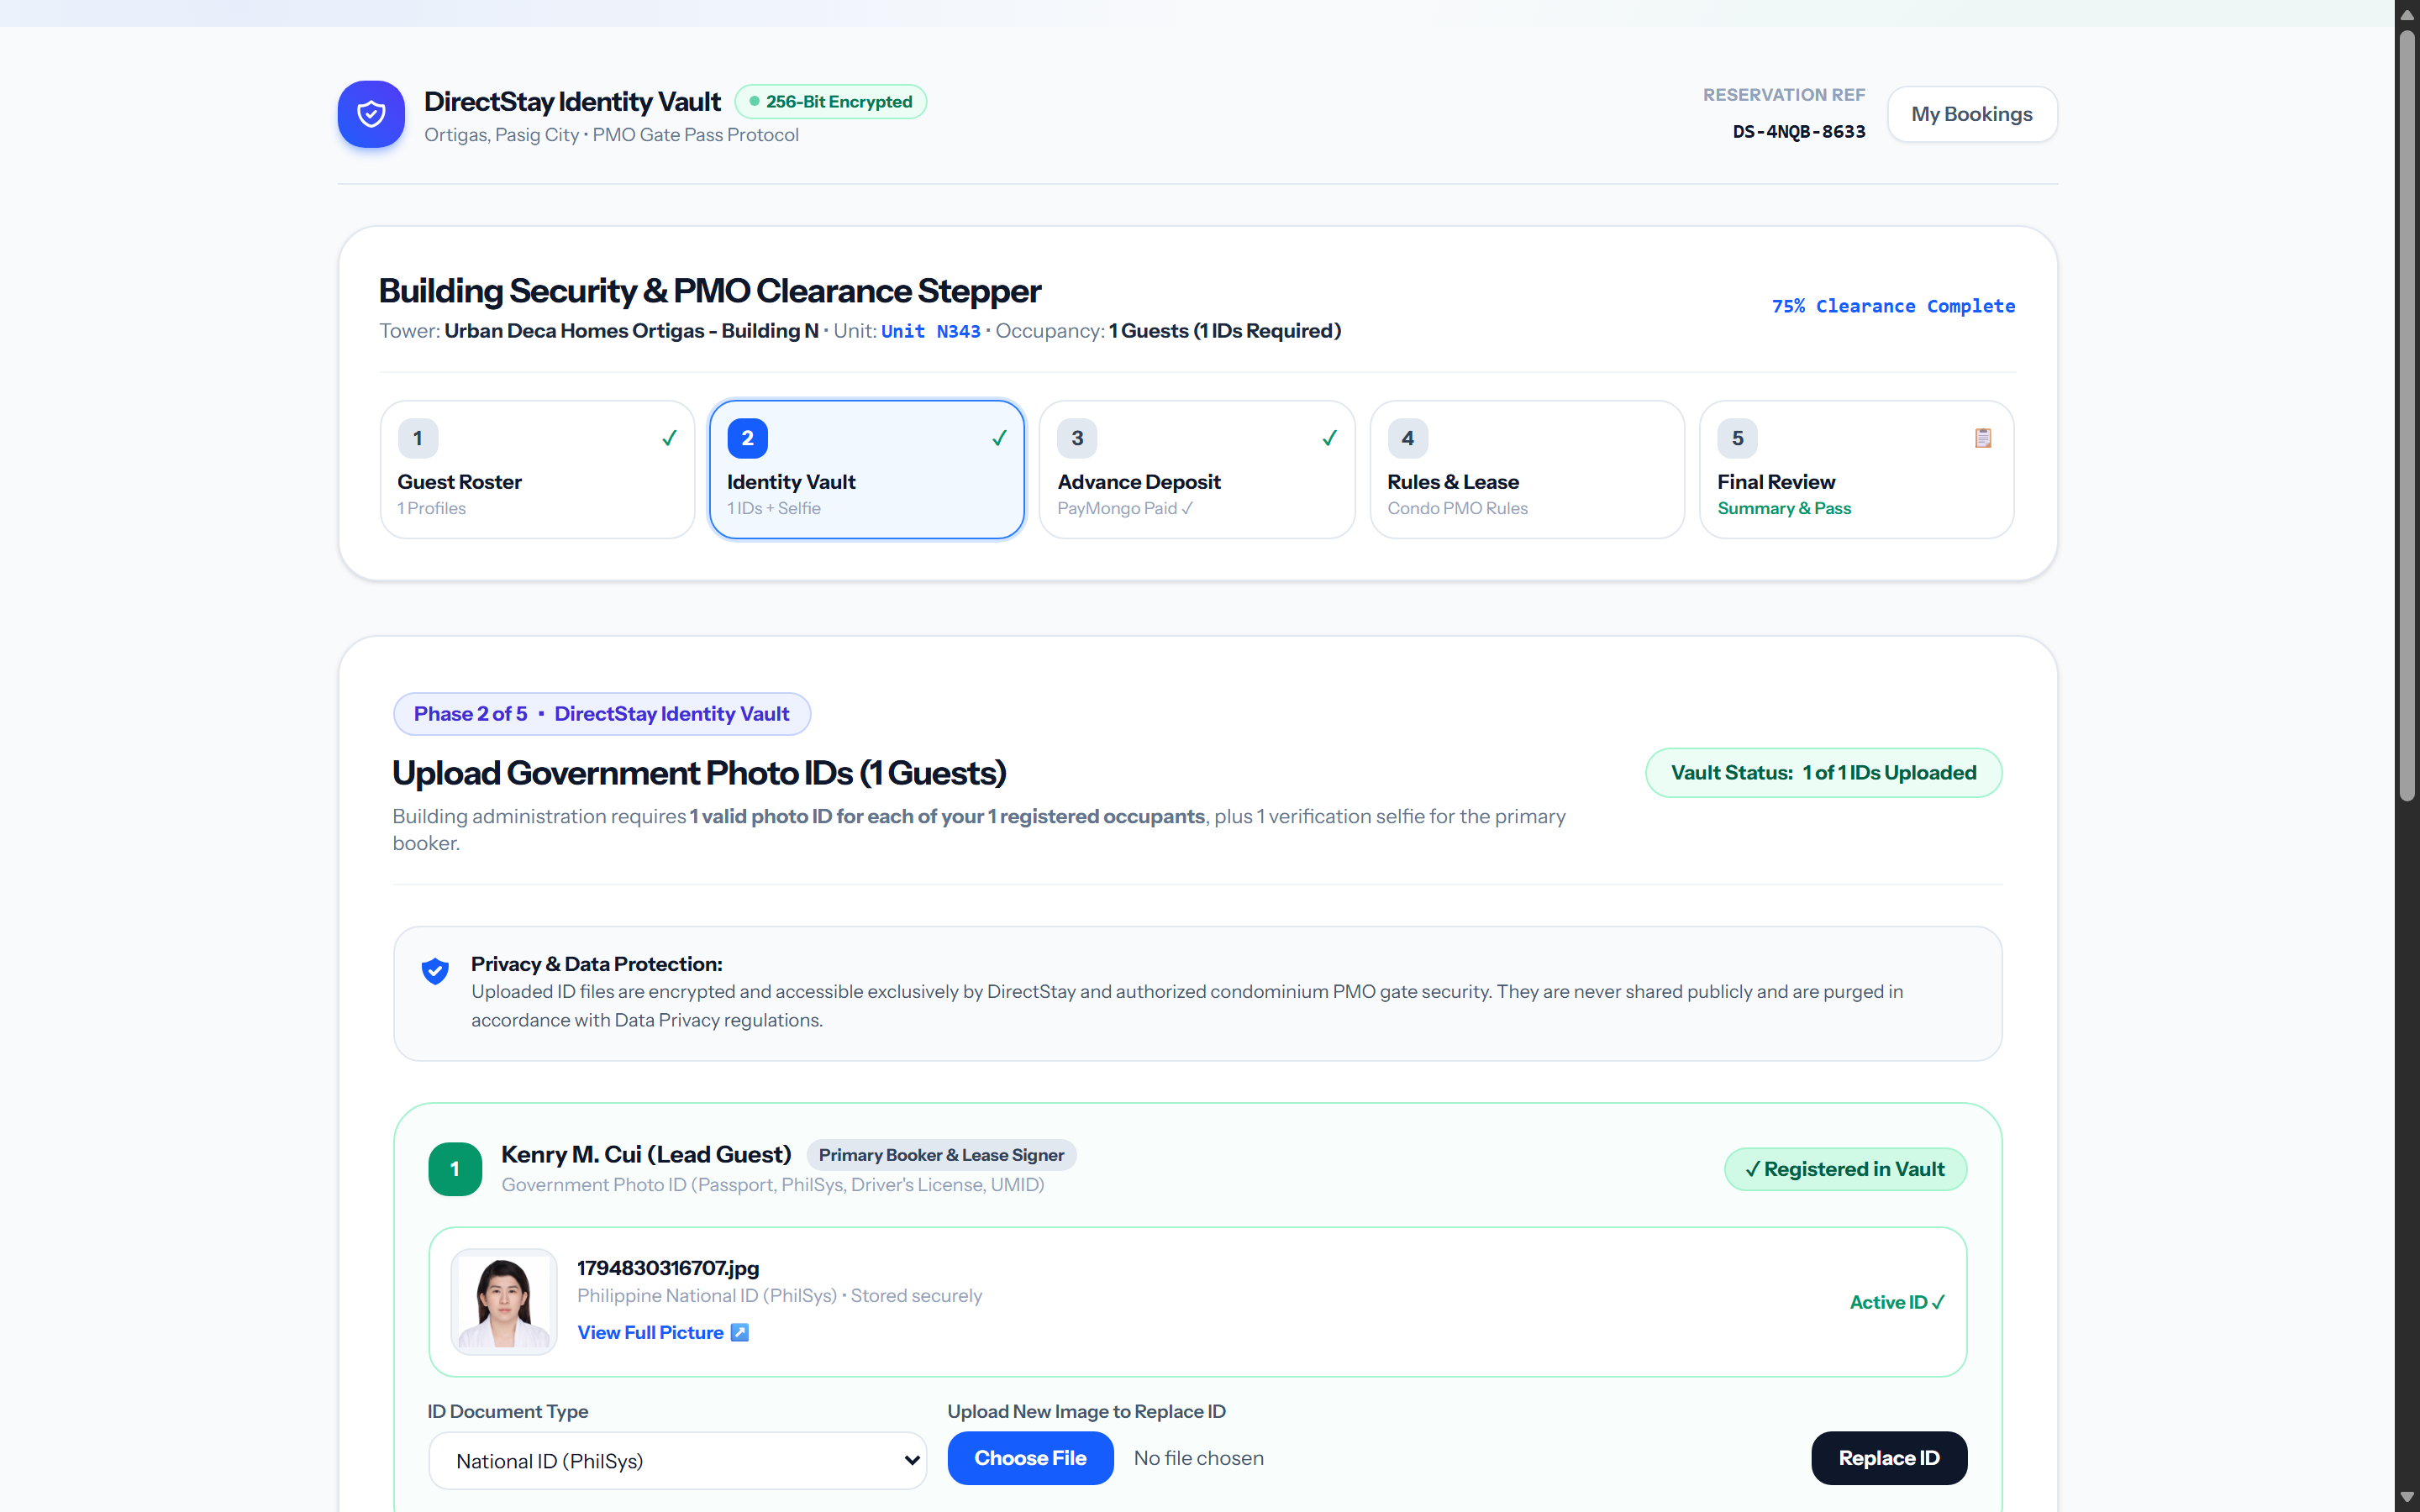 DirectStay Identity Vault
256-Bit Encrypted
Ortigas, Pasig City • PMO Gate Pass Protocol
RESERVATION REF
DS-4NQB-8633
My Bookings
Building Security & PMO Clearance Stepper
Tower: Urban Deca Homes Ortigas - Building N • Unit: Unit N343 • Occupancy: 1 Guests (1 IDs Required)
75% Clearance Complete
1 ✓
Guest Roster
1 Profiles
2 ✓
Identity Vault
1 IDs + Selfie
3 ✓
Advance Deposit
PayMongo Paid ✓
4
Rules & Lease
Condo PMO Rules
5
Final Review
Summary & Pass
Phase 2 of 5 • DirectStay Identity Vault
Upload Government Photo IDs (1 Guests)
Vault Status: 1 of 1 IDs Uploaded
Building administration requires 1 valid photo ID for each of your 1 registered occupants, plus 1 verification selfie for the primary
booker.
Privacy & Data Protection:
Uploaded ID files are encrypted and accessible exclusively by DirectStay and authorized condominium PMO gate security. They are never shared publicly and are purged in
accordance with Data Privacy regulations.
1
Kenry M. Cui (Lead Guest)
Primary Booker & Lease Signer
Government Photo ID (Passport, PhilSys, Driver's License, UMID)
✓ Registered in Vault
1794830316707.jpg
Philippine National ID (PhilSys) • Stored securely
View Full Picture ↗
Active ID ✓
ID Document Type
National ID (PhilSys)
Upload New Image to Replace ID
Choose File
No file chosen
Replace ID